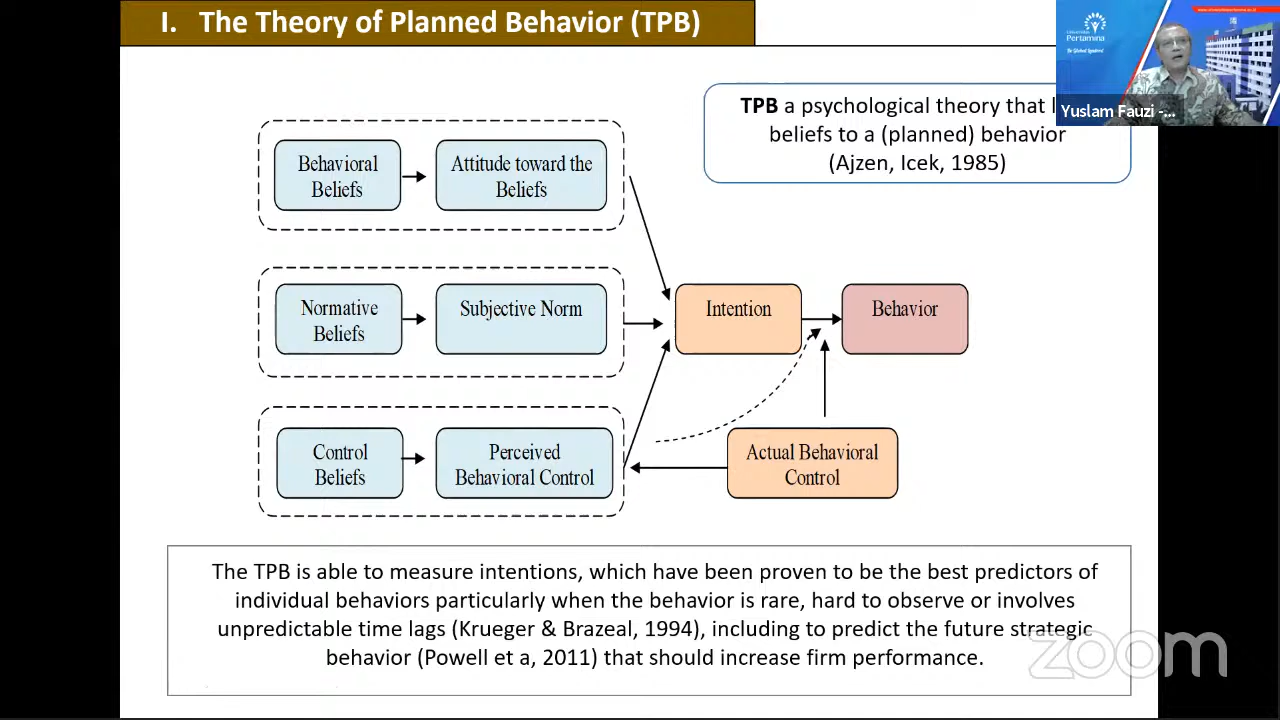 I. The Theory of Planned Behavior (TPB)
Universitas
Pertamina
Yuslam Fauzi -...
TPB a psychological theory that
beliefs to a (planned) behavior
(Ajzen, Icek, 1985)
Behavioral
Beliefs
Attitude toward the
Beliefs
Normative
Beliefs
Subjective Norm
Intention
Behavior
Control
Beliefs
Perceived
Behavioral Control
Actual Behavioral
Control
The TPB is able to measure intentions, which have been proven to be the best predictors of
individual behaviors particularly when the behavior is rare, hard to observe or involves
unpredictable time lags (Krueger & Brazeal, 1994), including to predict the future strategic
behavior (Powell et a, 2011) that should increase firm performance.
zoom